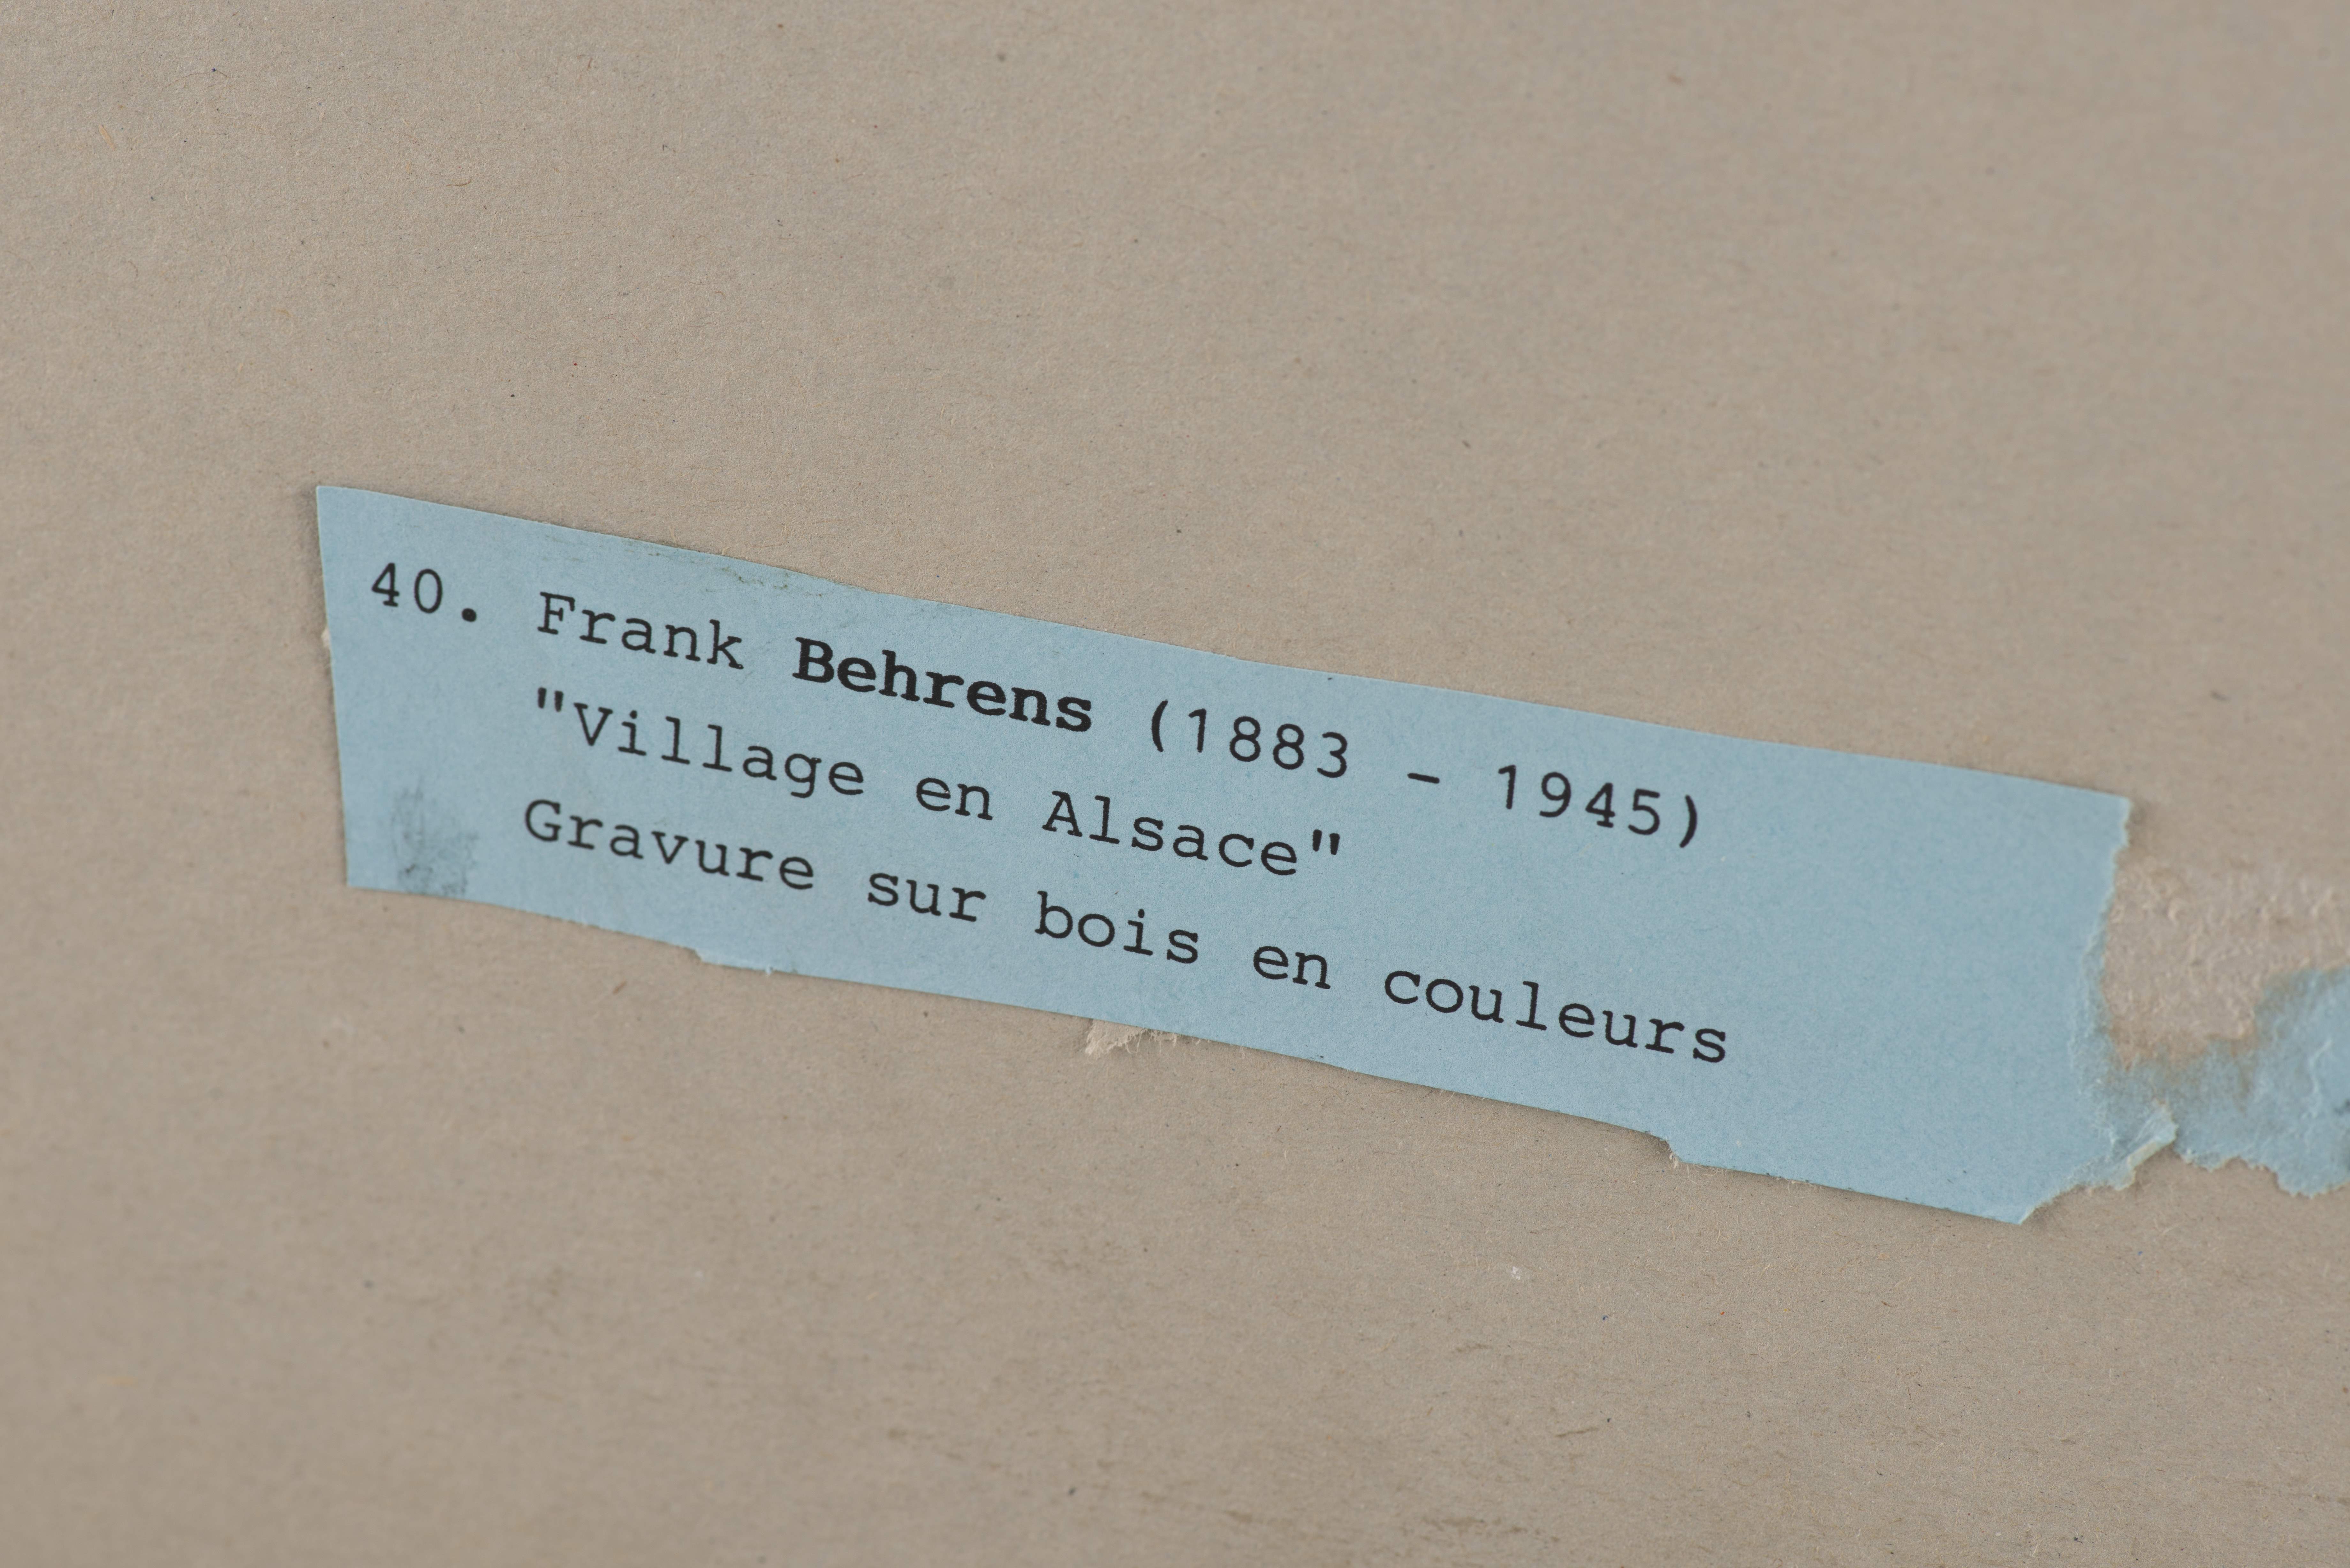 40. Frank Behrens (1883 - 1945)
"Village en Alsace"
Gravure sur bois en couleurs